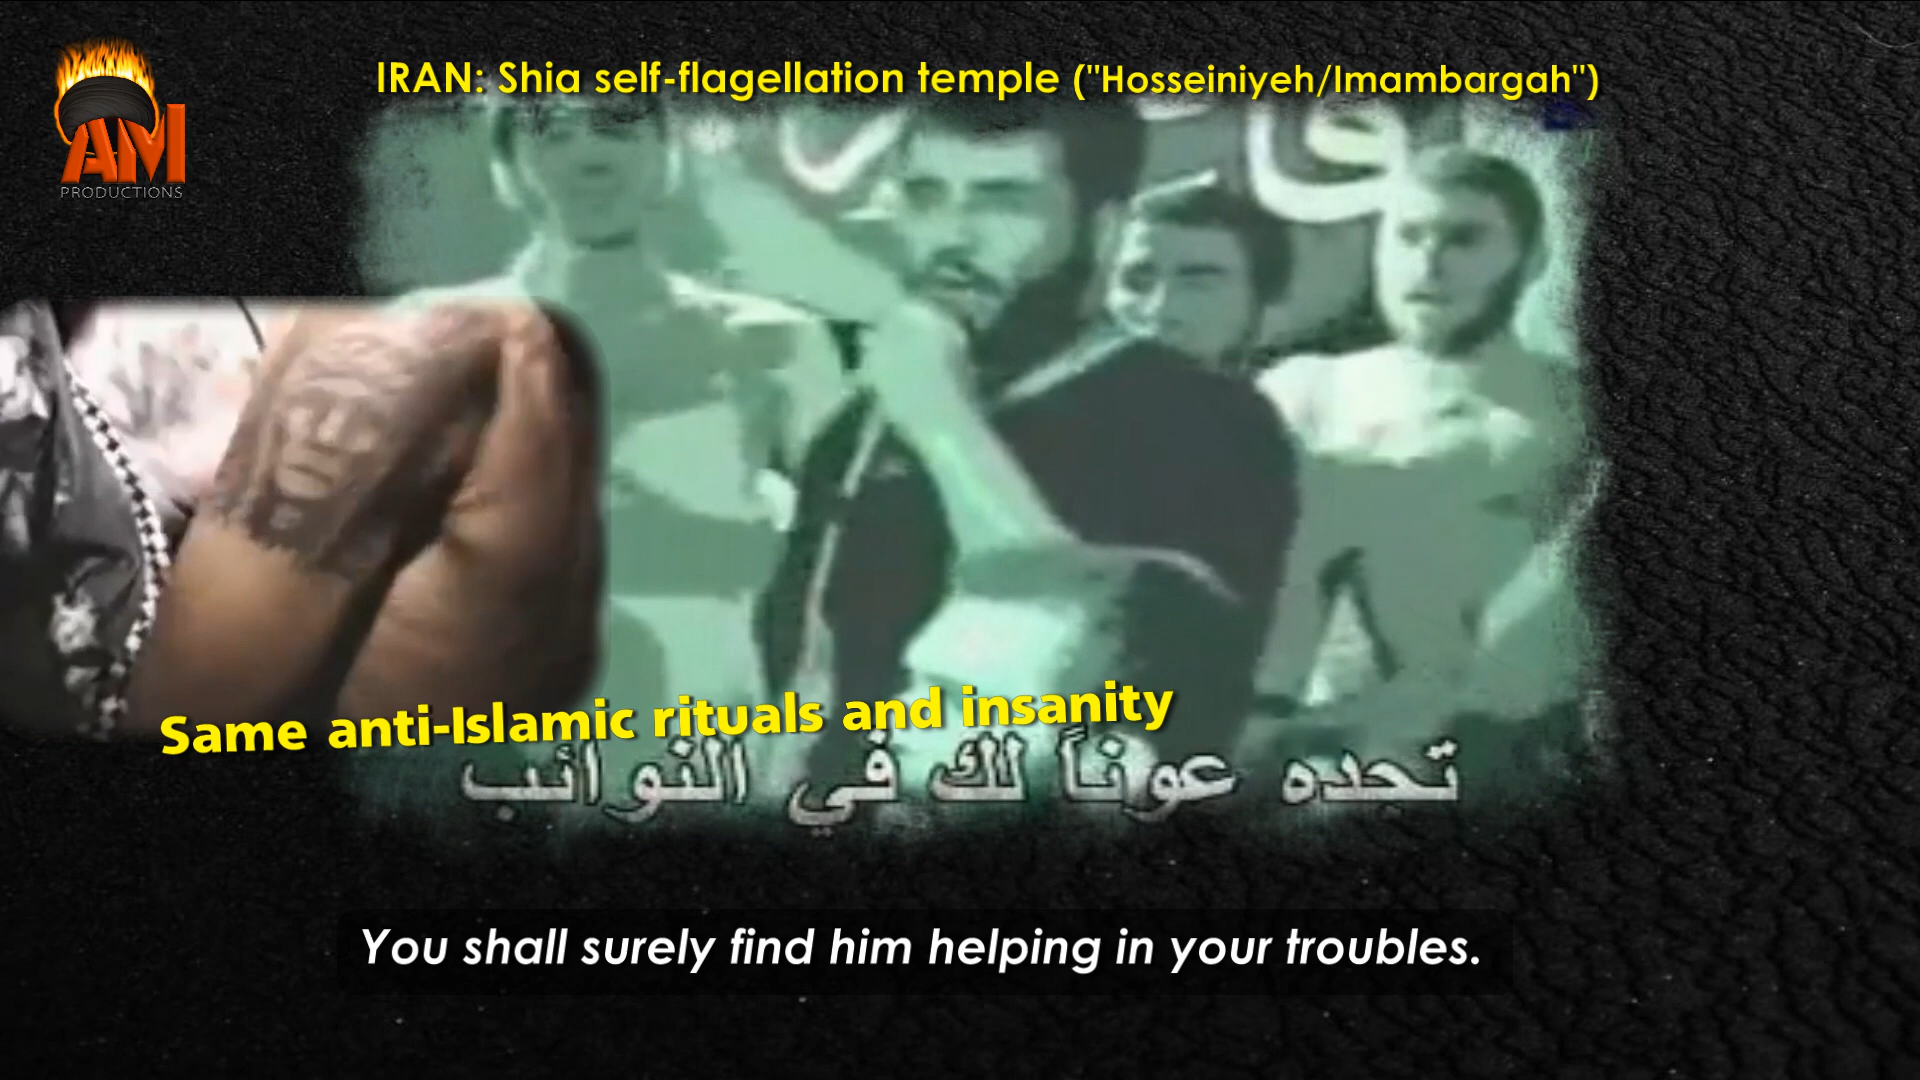 IRAN: Shia self-flagellation temple ("Hosseiniyeh/Imambargah")
AM
PRODUCTIONS
Same anti-Islamic rituals and insanity
تجده عوناً لك في النوائب
You shall surely find him helping in your troubles.